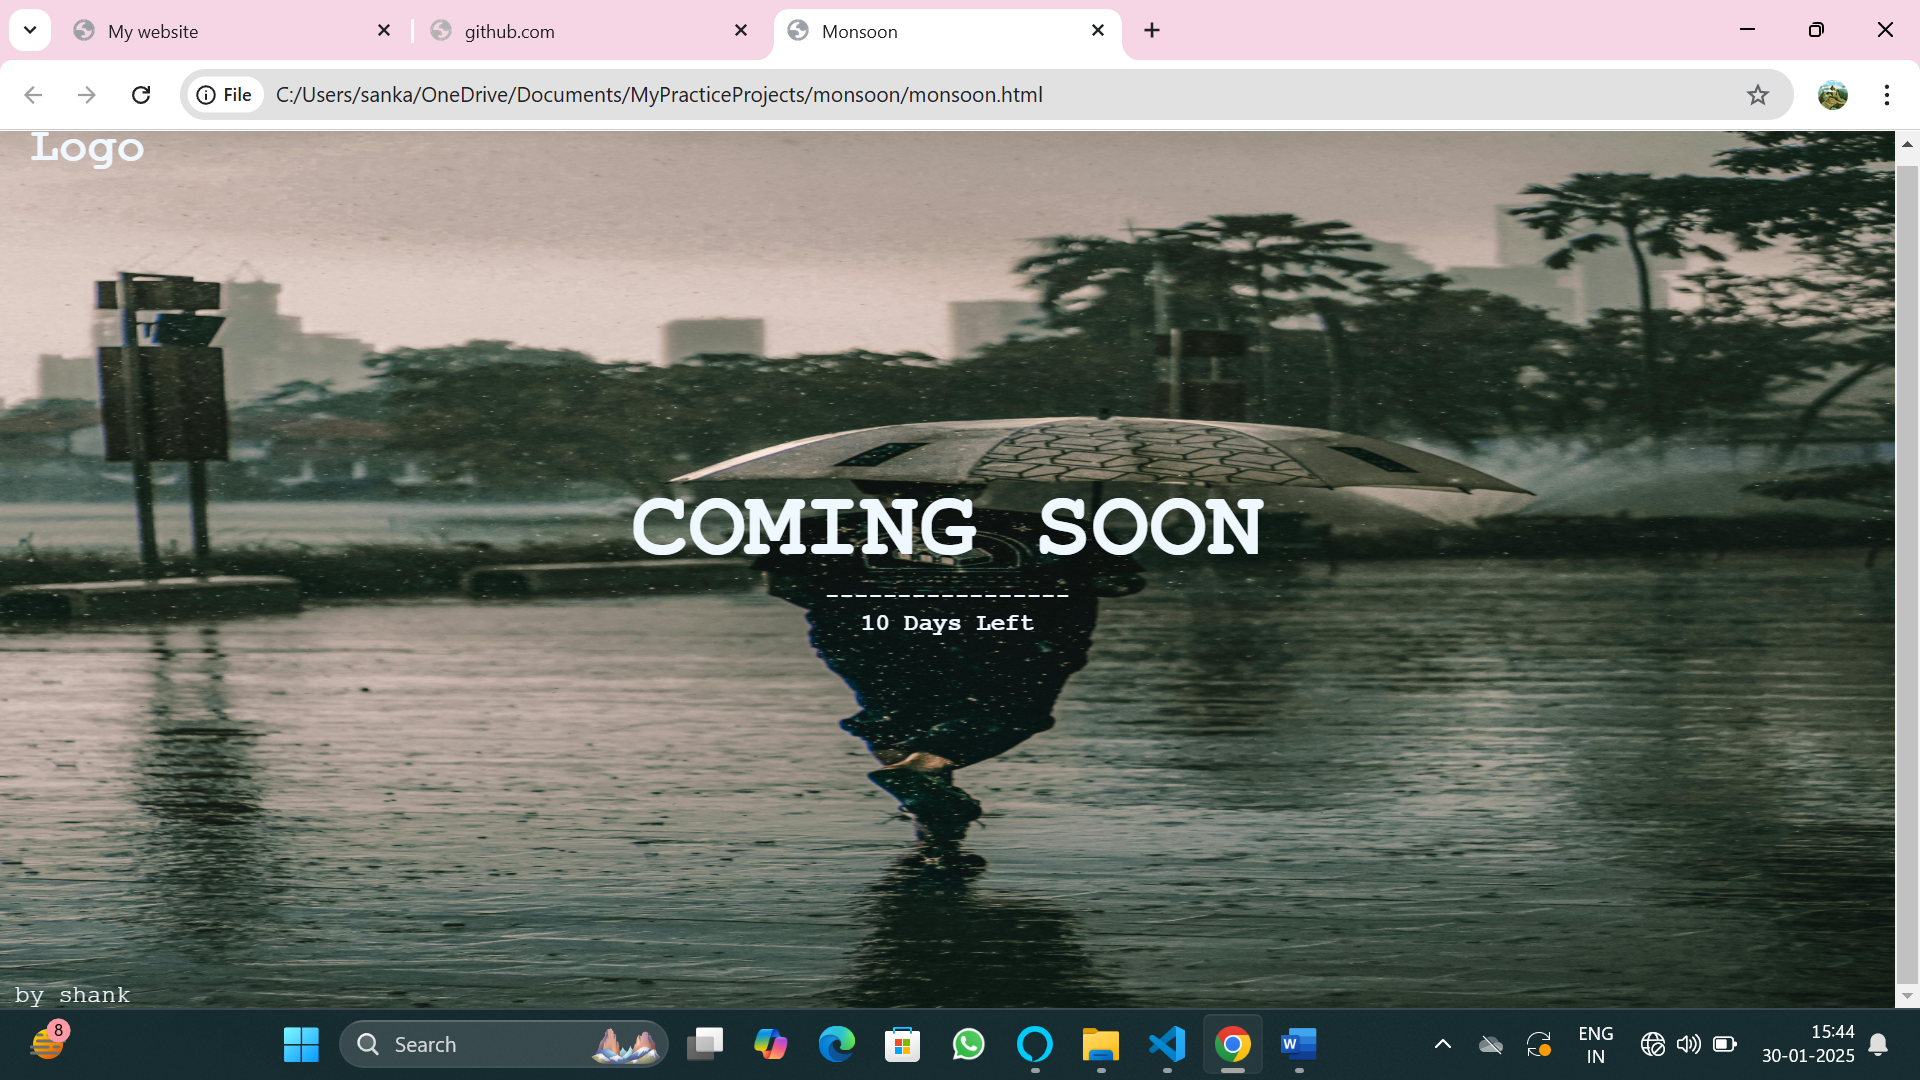 My website
github.com
Monsoon
File
C:/Users/sanka/OneDrive/Documents/MyPracticeProjects/monsoon/monsoon.html
Logo
COMING SOON
-----------------
10 Days Left
by shank
8
Search
W
ENG
IN
15:44
30-01-2025